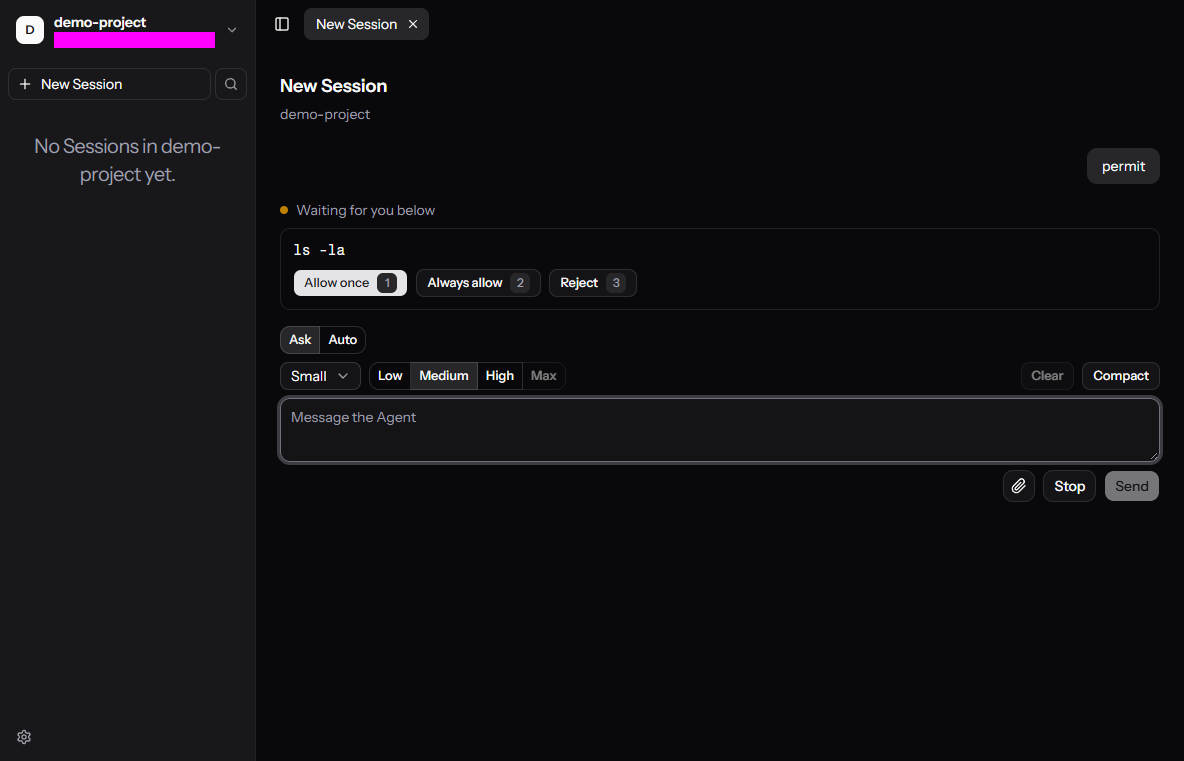 D
demo-project
New Session
No Sessions in demo-
project yet.
New Session
New Session
demo-project
permit
Waiting for you below
ls -la
Allow once 1 Always allow 2 Reject 3
Ask Auto
Small Low Medium High Max Clear Compact
Message the Agent
Stop Send